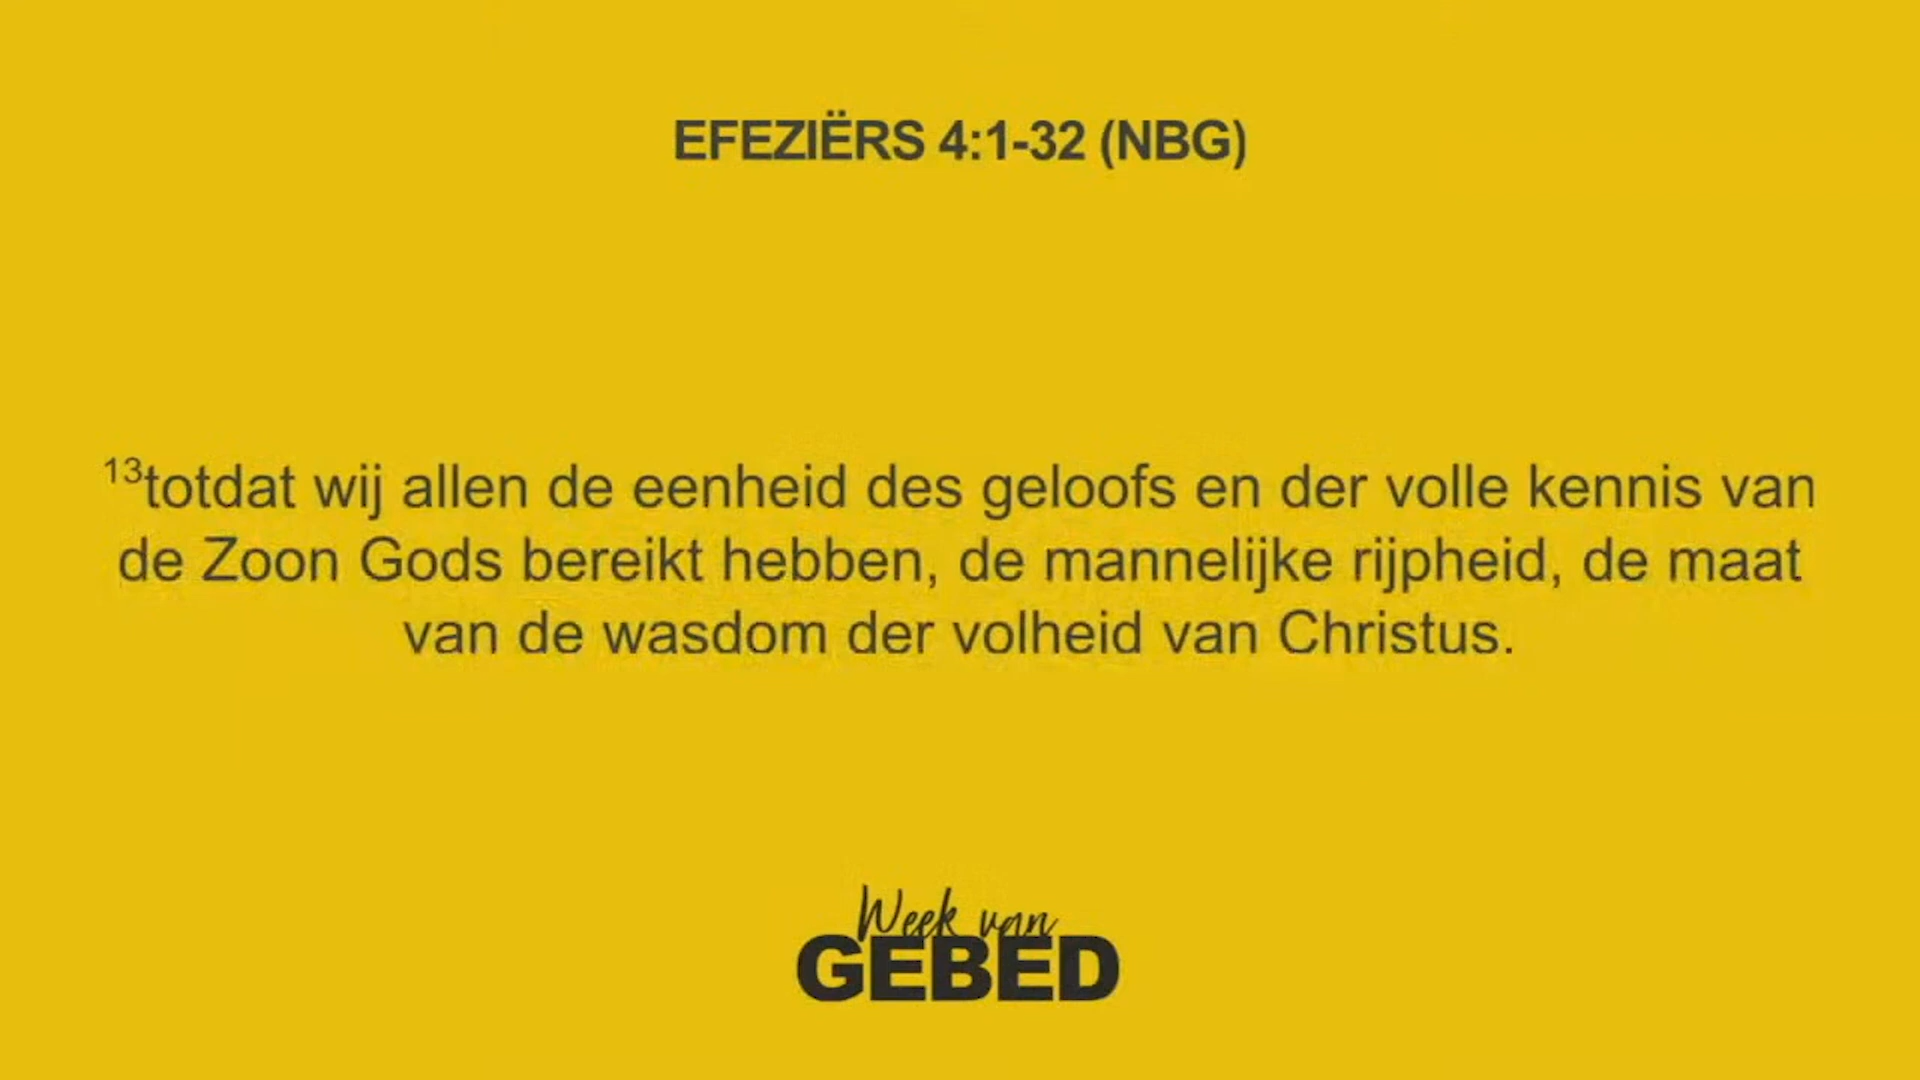 EFEZIËRS 4:1-32 (NBG)
¹³totdat wij allen de eenheid des geloofs en der volle kennis van
de Zoon Gods bereikt hebben, de mannelijke rijpheid, de maat
van de wasdom der volheid van Christus.
Week van
GEBED